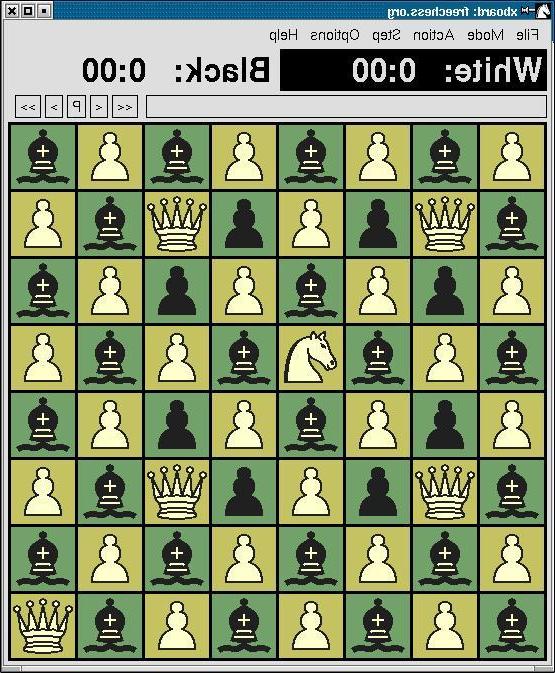 xboard: freechess.org
File Mode Action Step Options Help
White: 0:00 Black: 0:00
<< < P > >>